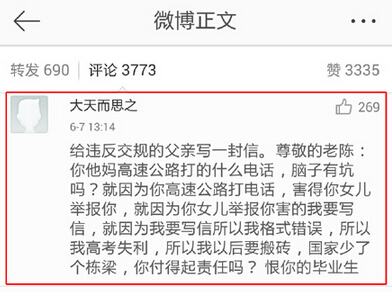 微博正文
转发 690 | 评论 3773 赞 3335
大天而思之 269
6-7 13:14
给违反交规的父亲写一封信。尊敬的老陈：
你他妈高速公路打的什么电话，脑子有坑
吗？就因为你高速公路打电话，害得你女儿
举报你，就因为你女儿举报你害的我要写
信，就因为我要写信所以我格式错误，所以
我高考失利，所以我以后要搬砖，国家少了
个栋梁，你付得起责任吗？ 恨你的毕业生